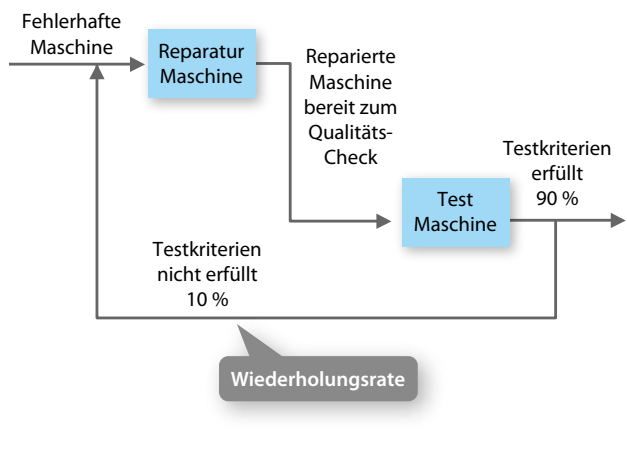 Fehlerhafte
Maschine
Reparatur
Maschine
Reparierte
Maschine
bereit zum
Qualitäts-
Check
Test
Maschine
Testkriterien
erfüllt
90 %
Testkriterien
nicht erfüllt
10 %
Wiederholungsrate